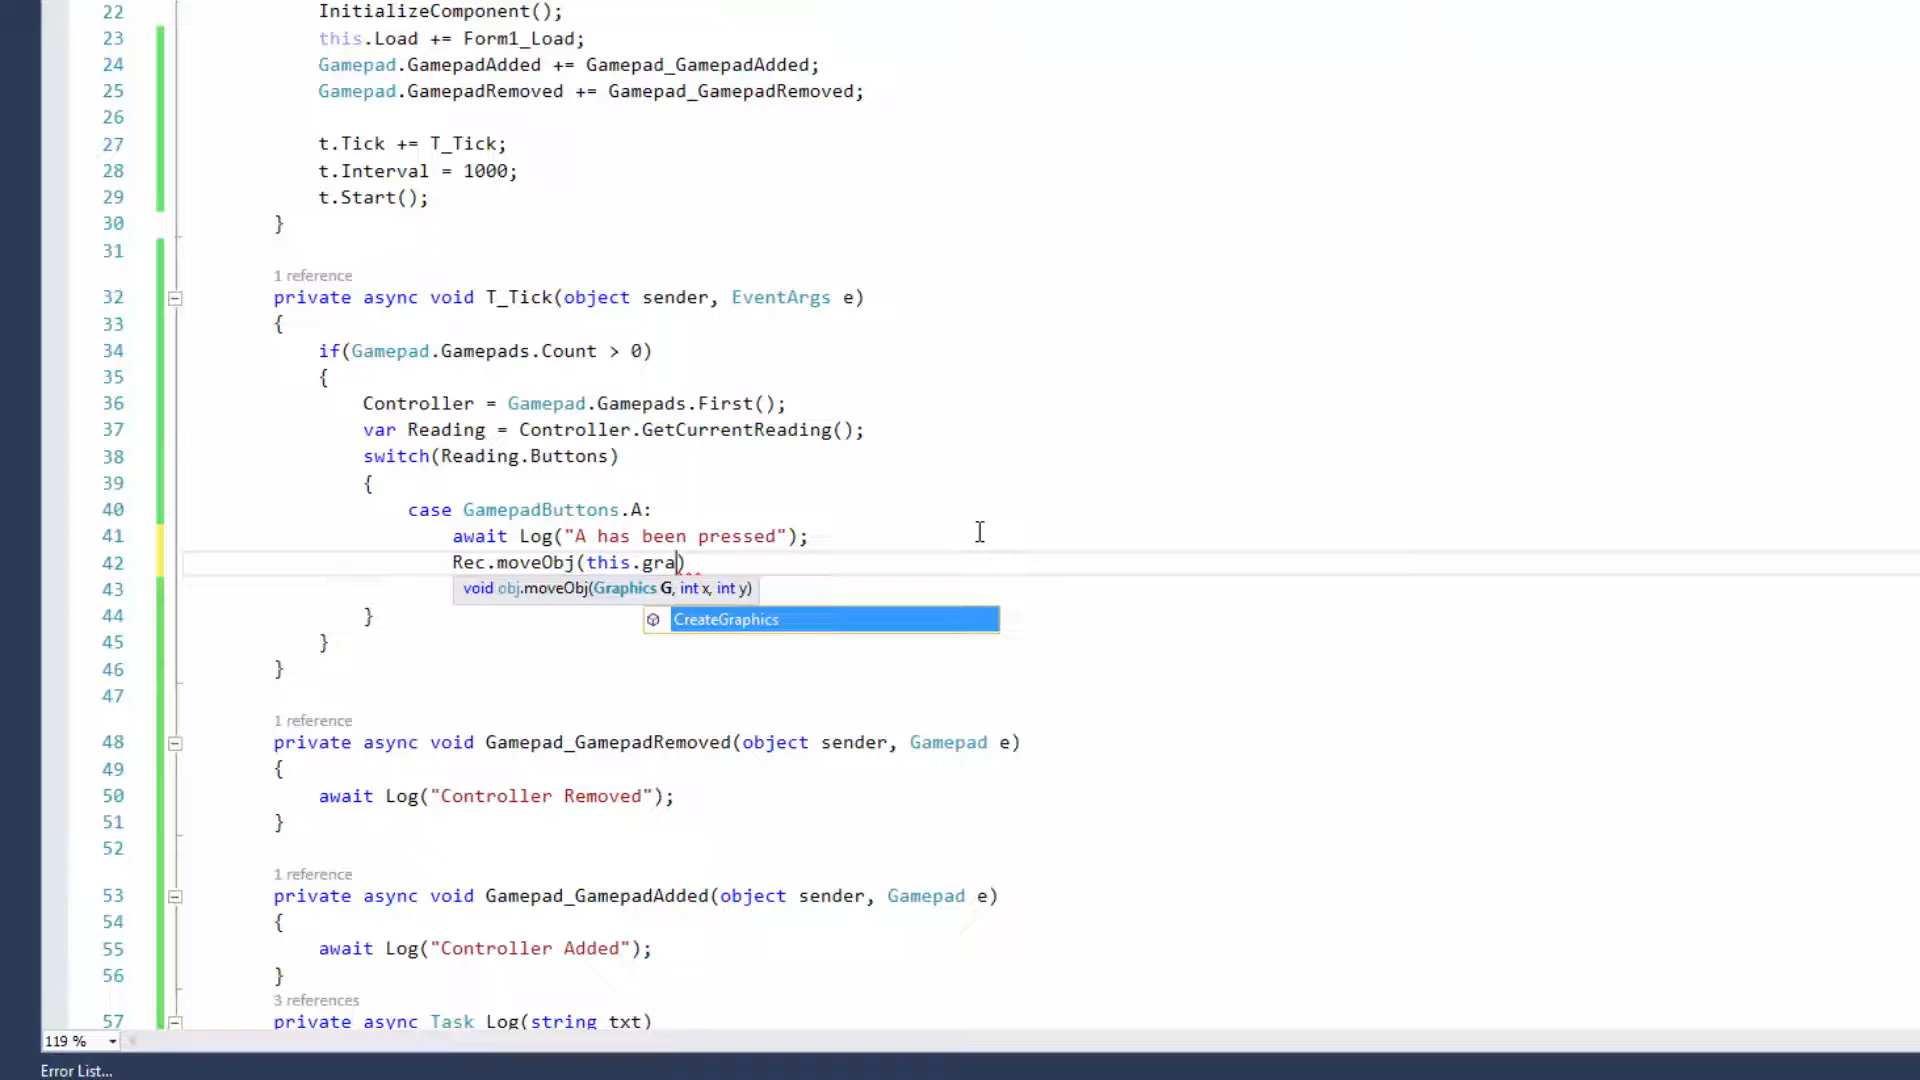 22 InitializeComponent();
23 this.Load += Form1_Load;
24 Gamepad.GamepadAdded += Gamepad_GamepadAdded;
25 Gamepad.GamepadRemoved += Gamepad_GamepadRemoved;
26
27 t.Tick += T_Tick;
28 t.Interval = 1000;
29 t.Start();
30 }
31
1 reference
32 private async void T_Tick(object sender, EventArgs e)
33 {
34 if(Gamepad.Gamepads.Count > 0)
35 {
36 Controller = Gamepad.Gamepads.First();
37 var Reading = Controller.GetCurrentReading();
38 switch(Reading.Buttons)
39 {
40 case GamepadButtons.A:
41 await Log("A has been pressed");
42 Rec.moveObj(this.gra)
43 void obj.moveObj(Graphics G, int x, int y)
44 } CreateGraphics
45 }
46 }
47
1 reference
48 private async void Gamepad_GamepadRemoved(object sender, Gamepad e)
49 {
50 await Log("Controller Removed");
51 }
52
1 reference
53 private async void Gamepad_GamepadAdded(object sender, Gamepad e)
54 {
55 await Log("Controller Added");
56 }
3 references
57 private async Task Log(string txt)
119 %
Error List...